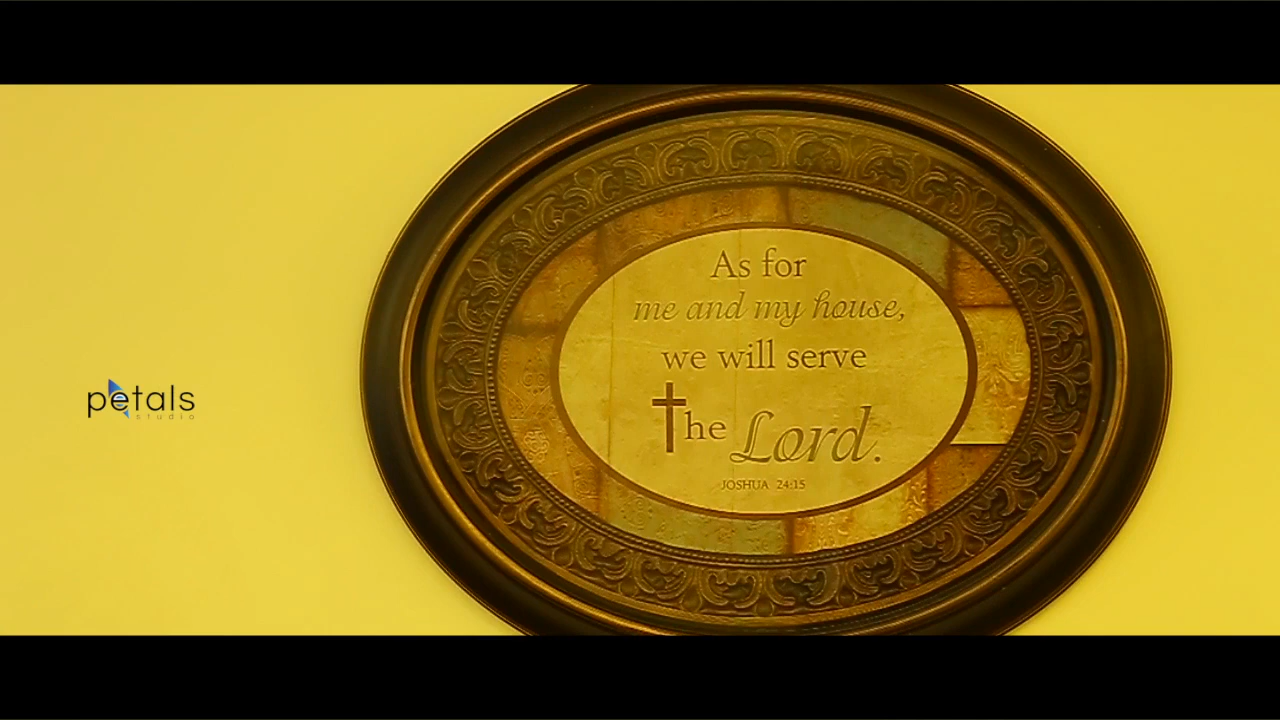 As for
me and my house,
we will serve
the Lord.
JOSHUA 24:15
petals
studio